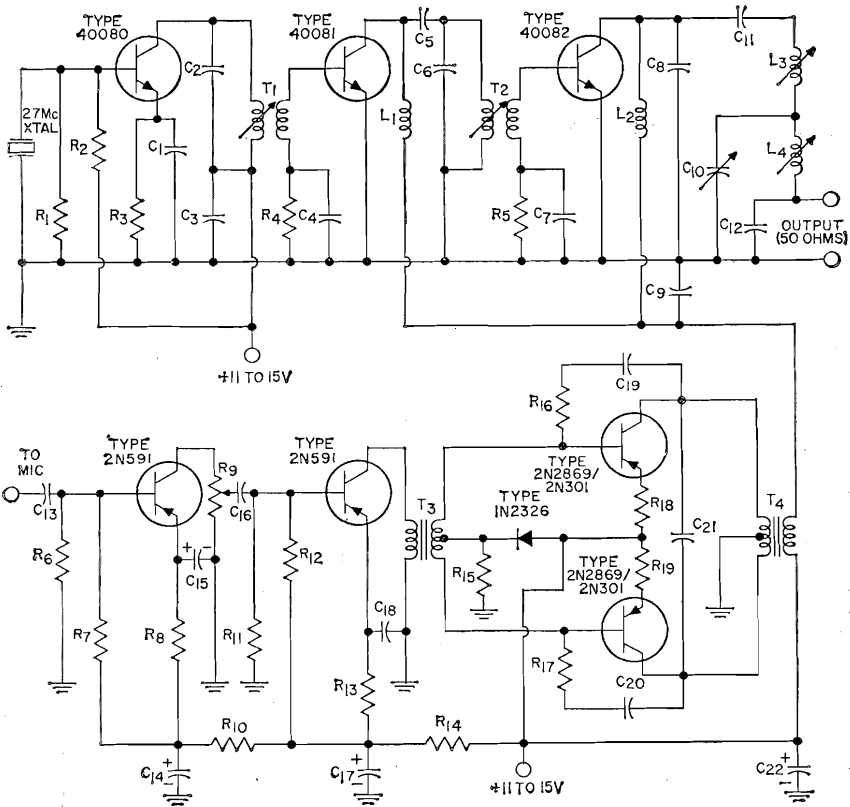 TYPE
40080
TYPE
40081
TYPE
40082
C5
C11
C2
C6
C8
L3
T1
T2
27Mc
XTAL
R2
C1
L1
L2
C10
L4
R1
R3
C3
R4
C4
R5
C7
C12
OUTPUT
(50 OHMS)
C9
+11 TO 15V
C19
R16
TYPE
2N591
TYPE
2N591
TO
MIC
R9
TYPE
2N2869/
2N301
C13
C16
T3
TYPE
1N2326
R18
T4
C21
R6
R12
C15
R15
TYPE
2N2869/
2N301
R19
R7
R8
R11
C18
R17
R13
C20
R10
R14
C14
+
-
C17
+
-
+11 TO 15V
C22
+
-
+
-